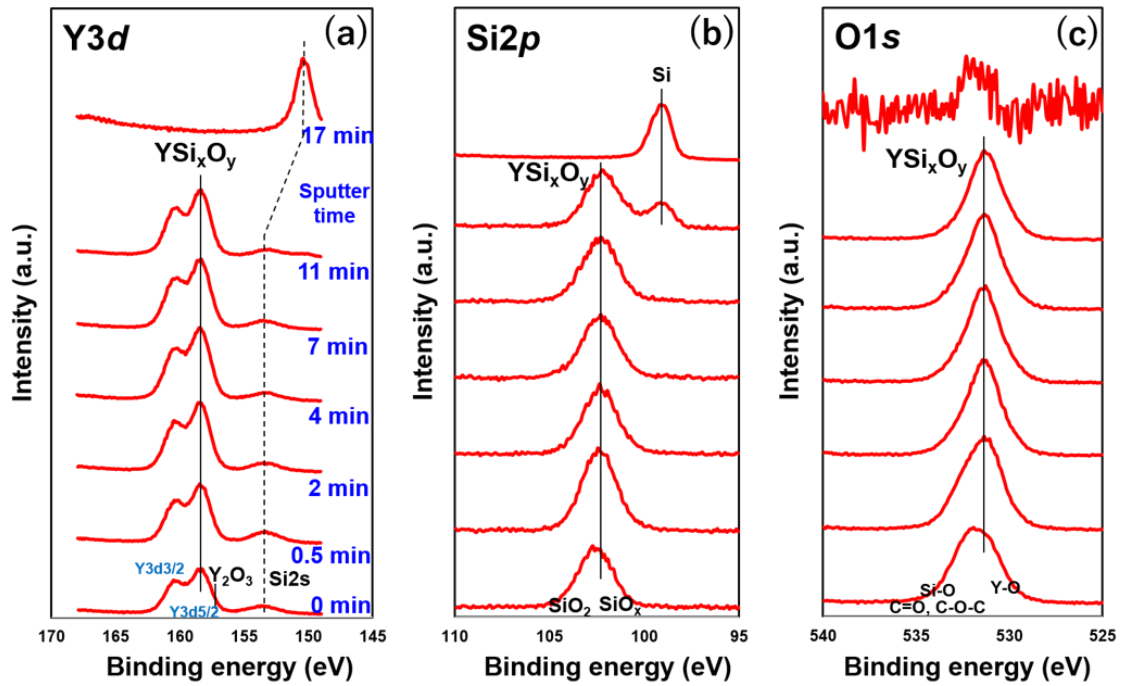 Y3d
(a)
17 min
YSixOy
Sputter
time
11 min
7 min
4 min
2 min
0.5 min
Y3d3/2
Y2O3
Si2s
Y3d5/2
0 min
170
165
160
155
150
145
Binding energy (eV)
Intensity (a.u.)
Si2p
(b)
Si
YSixOy
SiO2
SiOx
110
105
100
95
Binding energy (eV)
Intensity (a.u.)
O1s
(c)
YSixOy
Si-O
Y-O
C=O, C-O-C
540
535
530
525
Binding energy (eV)
Intensity (a.u.)